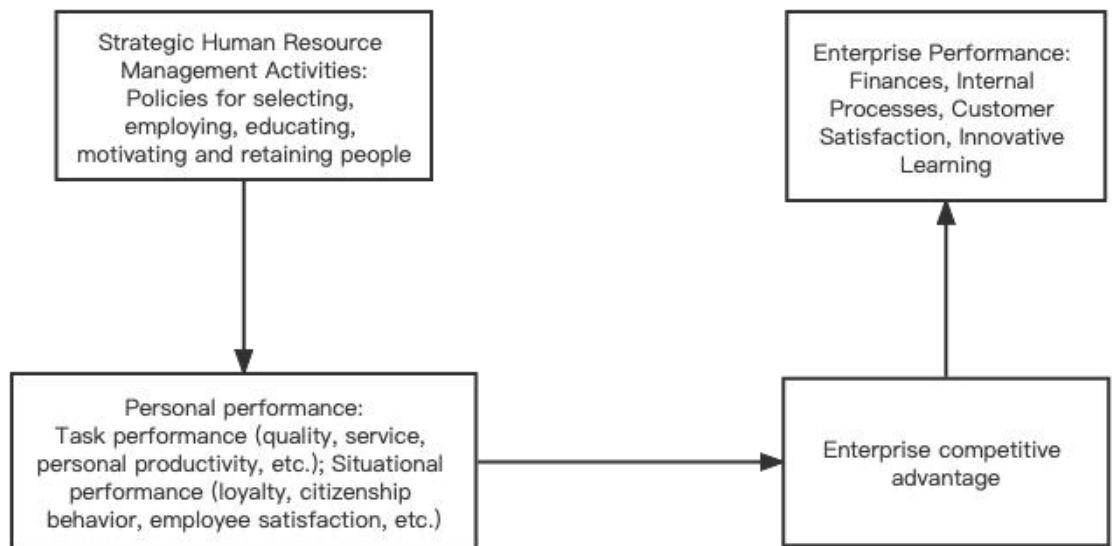 Strategic Human Resource
Management Activities:
Policies for selecting,
employing, educating,
motivating and retaining people
Enterprise Performance:
Finances, Internal
Processes, Customer
Satisfaction, Innovative
Learning
Personal performance:
Task performance (quality, service,
personal productivity, etc.); Situational
performance (loyalty, citizenship
behavior, employee satisfaction, etc.)
Enterprise competitive
advantage